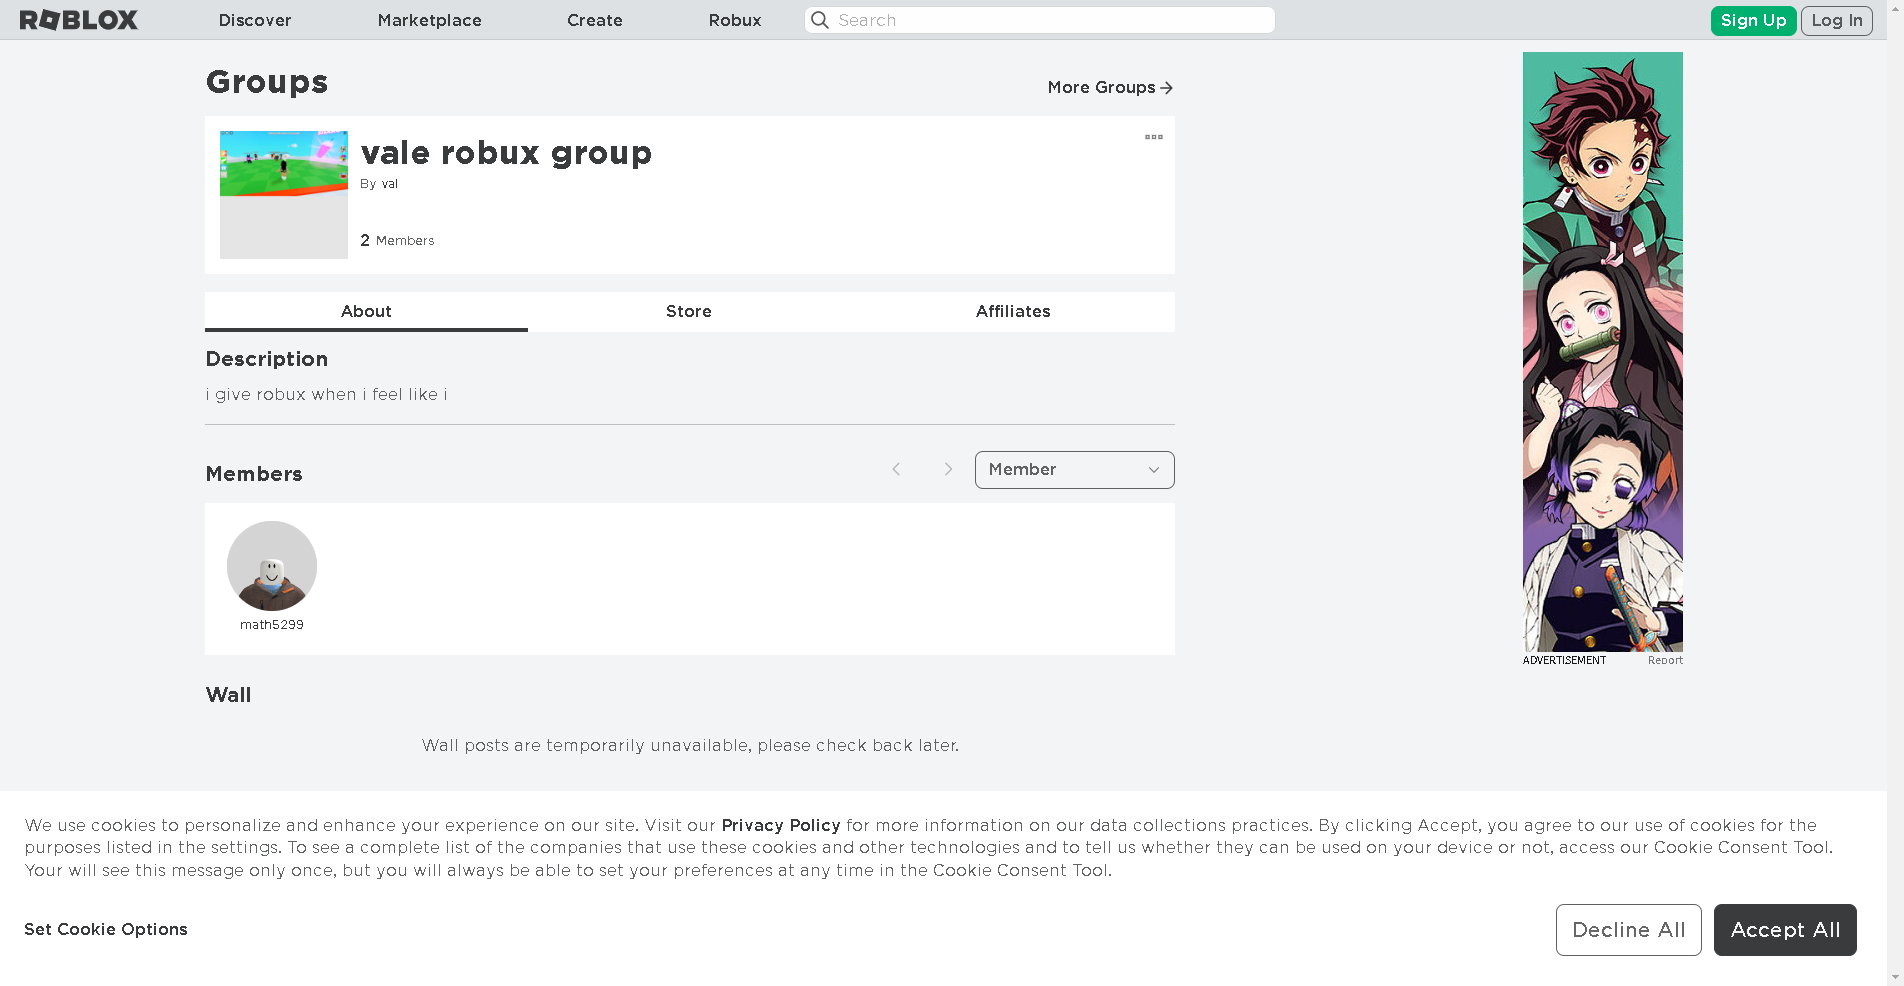 ROBLOX Discover Marketplace Create Robux Search Sign Up Log In
Groups
More Groups
vale robux group
By val
2 Members
About Store Affiliates
Description
i give robux when i feel like i
Members
Member
math5299
Wall
Wall posts are temporarily unavailable, please check back later.
ADVERTISEMENT Report
We use cookies to personalize and enhance your experience on our site. Visit our Privacy Policy for more information on our data collections practices. By clicking Accept, you agree to our use of cookies for the
purposes listed in the settings. To see a complete list of the companies that use these cookies and other technologies and to tell us whether they can be used on your device or not, access our Cookie Consent Tool.
Your will see this message only once, but you will always be able to set your preferences at any time in the Cookie Consent Tool.
Set Cookie Options
Decline All
Accept All